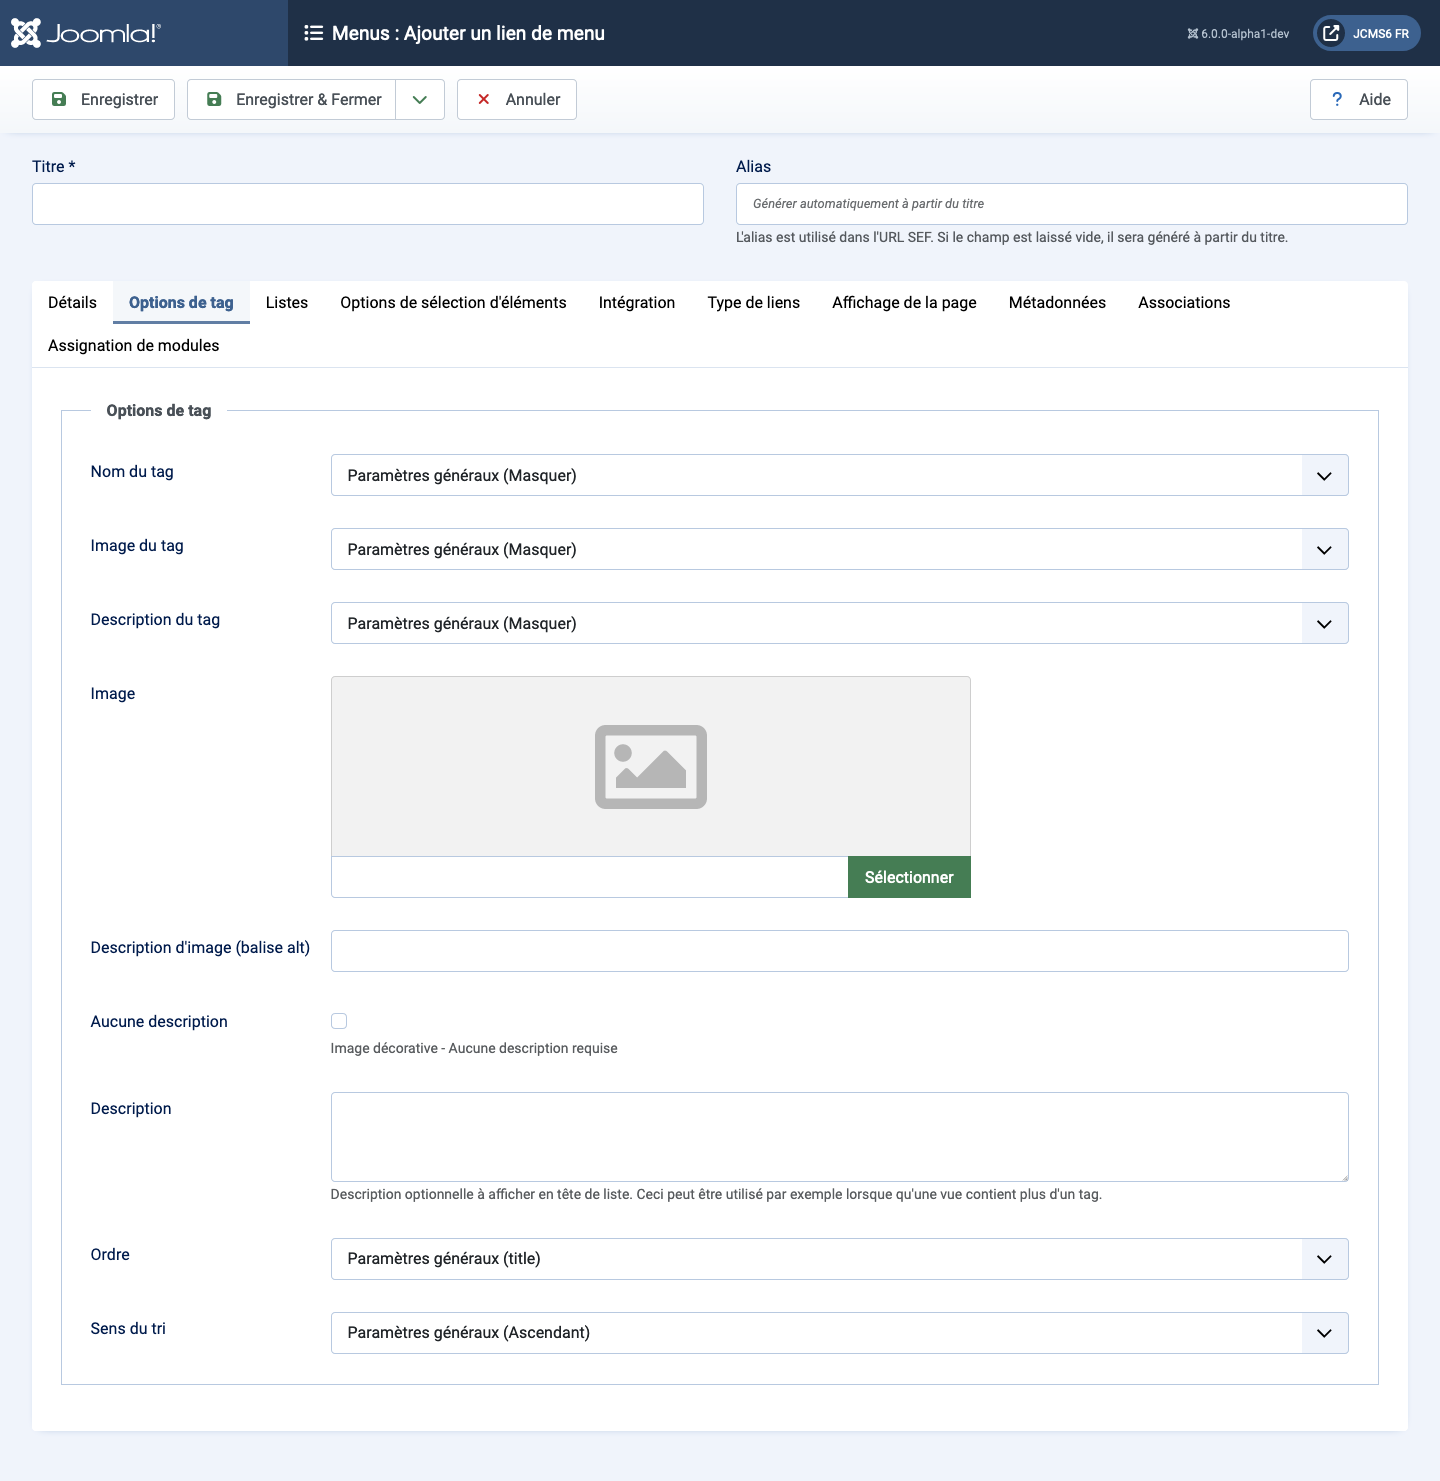 Joomla!®
Menus : Ajouter un lien de menu
6.0.0-alpha1-dev
JCMS6 FR
Enregistrer
Enregistrer & Fermer
Annuler
? Aide
Titre *
Alias
Générer automatiquement à partir du titre
L'alias est utilisé dans l'URL SEF. Si le champ est laissé vide, il sera généré à partir du titre.
Détails Options de tag Listes Options de sélection d'éléments Intégration Type de liens Affichage de la page Métadonnées Associations
Assignation de modules
Options de tag
Nom du tag
Paramètres généraux (Masquer)
Image du tag
Paramètres généraux (Masquer)
Description du tag
Paramètres généraux (Masquer)
Image
Sélectionner
Description d'image (balise alt)
Aucune description
Image décorative - Aucune description requise
Description
Description optionnelle à afficher en tête de liste. Ceci peut être utilisé par exemple lorsque qu'une vue contient plus d'un tag.
Ordre
Paramètres généraux (title)
Sens du tri
Paramètres généraux (Ascendant)